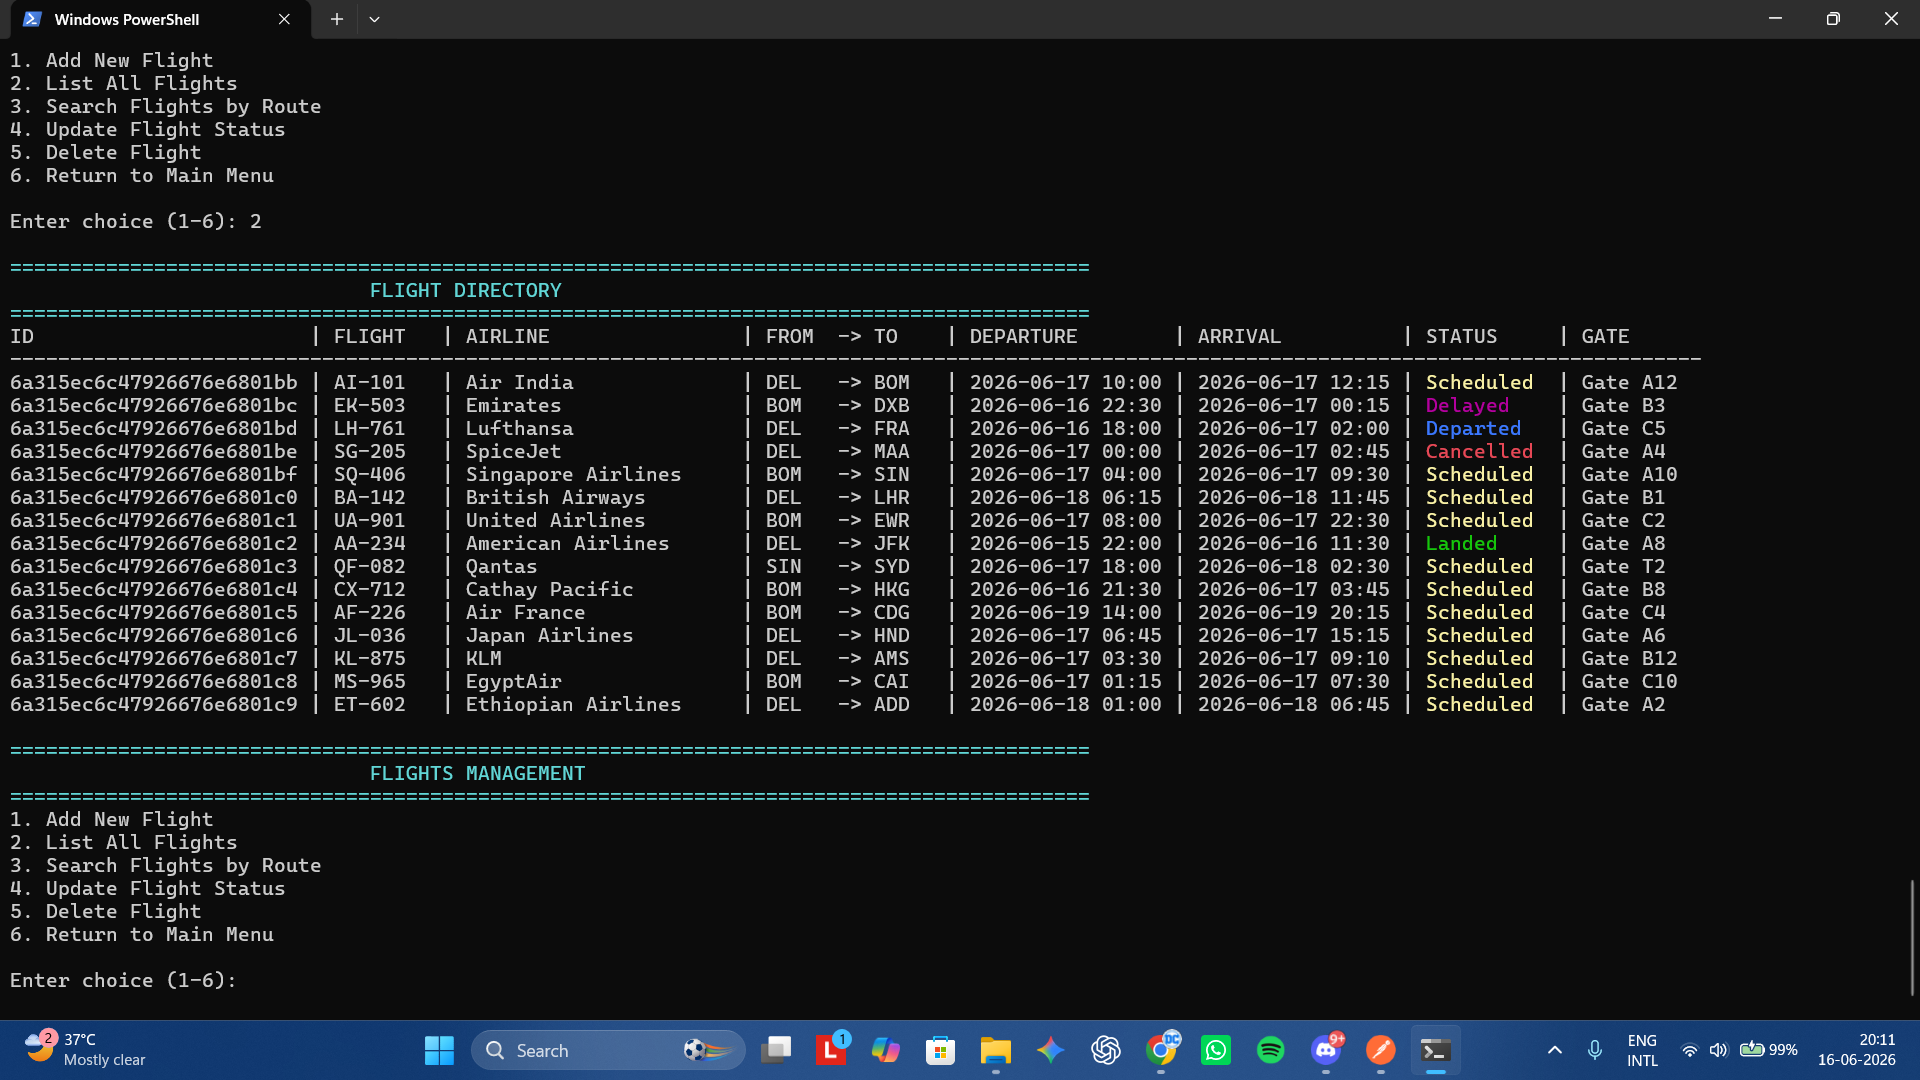 Windows PowerShell
1. Add New Flight
2. List All Flights
3. Search Flights by Route
4. Update Flight Status
5. Delete Flight
6. Return to Main Menu
Enter choice (1-6): 2
==========================================================================================
FLIGHT DIRECTORY
==========================================================================================
ID | FLIGHT | AIRLINE | FROM -> TO | DEPARTURE | ARRIVAL | STATUS | GATE
---------------------------------------------------------------------------------------------------------------------------------------------
6a315ec6c47926676e6801bb | AI-101 | Air India | DEL -> BOM | 2026-06-17 10:00 | 2026-06-17 12:15 | Scheduled | Gate A12
6a315ec6c47926676e6801bc | EK-503 | Emirates | BOM -> DXB | 2026-06-16 22:30 | 2026-06-17 00:15 | Delayed | Gate B3
6a315ec6c47926676e6801bd | LH-761 | Lufthansa | DEL -> FRA | 2026-06-16 18:00 | 2026-06-17 02:00 | Departed | Gate C5
6a315ec6c47926676e6801be | SG-205 | SpiceJet | DEL -> MAA | 2026-06-17 00:00 | 2026-06-17 02:45 | Cancelled | Gate A4
6a315ec6c47926676e6801bf | SQ-406 | Singapore Airlines | BOM -> SIN | 2026-06-17 04:00 | 2026-06-17 09:30 | Scheduled | Gate A10
6a315ec6c47926676e6801c0 | BA-142 | British Airways | DEL -> LHR | 2026-06-18 06:15 | 2026-06-18 11:45 | Scheduled | Gate B1
6a315ec6c47926676e6801c1 | UA-901 | United Airlines | BOM -> EWR | 2026-06-17 08:00 | 2026-06-17 22:30 | Scheduled | Gate C2
6a315ec6c47926676e6801c2 | AA-234 | American Airlines | DEL -> JFK | 2026-06-15 22:00 | 2026-06-16 11:30 | Landed | Gate A8
6a315ec6c47926676e6801c3 | QF-082 | Qantas | SIN -> SYD | 2026-06-17 18:00 | 2026-06-18 02:30 | Scheduled | Gate T2
6a315ec6c47926676e6801c4 | CX-712 | Cathay Pacific | BOM -> HKG | 2026-06-16 21:30 | 2026-06-17 03:45 | Scheduled | Gate B8
6a315ec6c47926676e6801c5 | AF-226 | Air France | BOM -> CDG | 2026-06-19 14:00 | 2026-06-19 20:15 | Scheduled | Gate C4
6a315ec6c47926676e6801c6 | JL-036 | Japan Airlines | DEL -> HND | 2026-06-17 06:45 | 2026-06-17 15:15 | Scheduled | Gate A6
6a315ec6c47926676e6801c7 | KL-875 | KLM | DEL -> AMS | 2026-06-17 03:30 | 2026-06-17 09:10 | Scheduled | Gate B12
6a315ec6c47926676e6801c8 | MS-965 | EgyptAir | BOM -> CAI | 2026-06-17 01:15 | 2026-06-17 07:30 | Scheduled | Gate C10
6a315ec6c47926676e6801c9 | ET-602 | Ethiopian Airlines | DEL -> ADD | 2026-06-18 01:00 | 2026-06-18 06:45 | Scheduled | Gate A2
==========================================================================================
FLIGHTS MANAGEMENT
==========================================================================================
1. Add New Flight
2. List All Flights
3. Search Flights by Route
4. Update Flight Status
5. Delete Flight
6. Return to Main Menu
Enter choice (1-6):
2
37°C
Mostly clear
Search
L
1
DC
9+
ENG
INTL
99%
20:11
16-06-2026